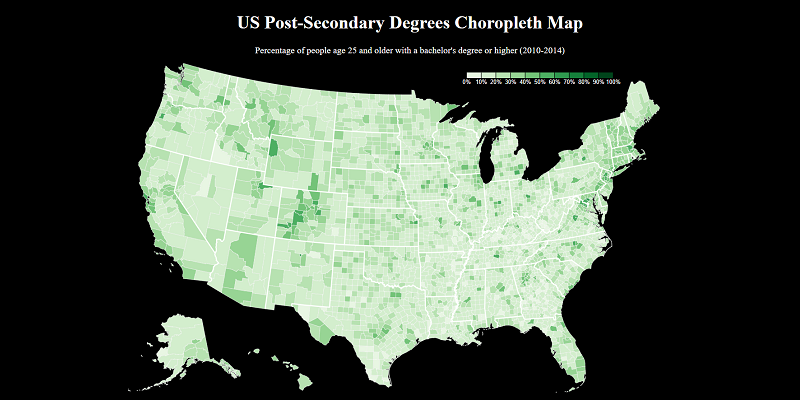 US Post-Secondary Degrees Choropleth Map
Percentage of people age 25 and older with a bachelor's degree or higher (2010-2014)
0% 10% 20% 30% 40% 50% 60% 70% 80% 90% 100%